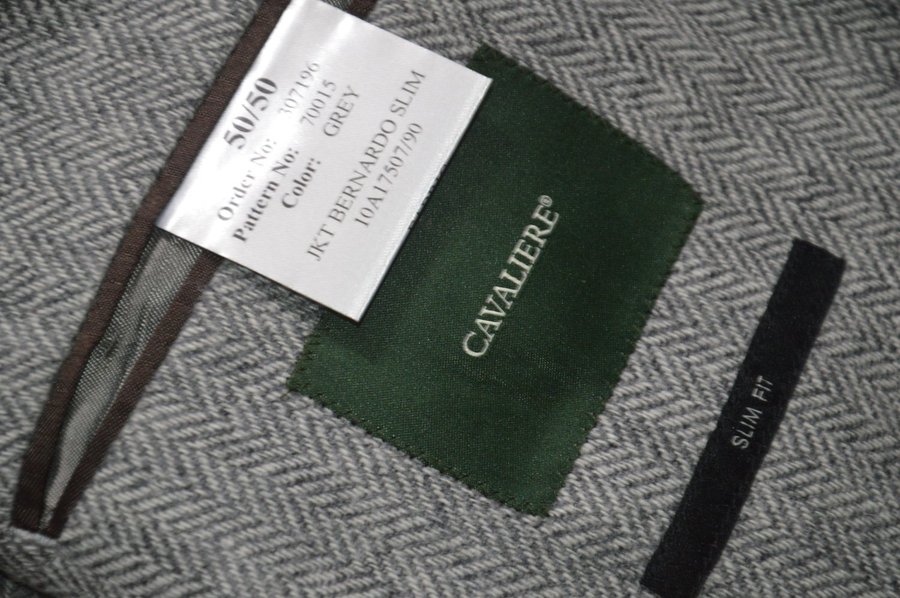 50/50
Order No: 307196
Pattern No: 70015
Color: GREY
JKT BERNARDO SLIM
10A17507/90
CAVALIERE®
SLIM FIT